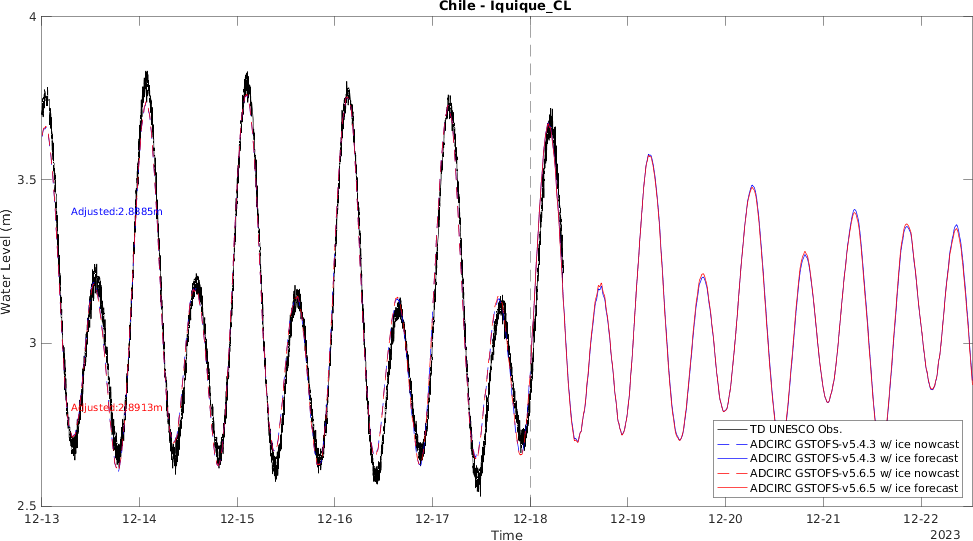 Chile - Iquique_CL
4
3.5
3
2.5
Water Level (m)
Adjusted:2.8885m
Adjusted:2.8913m
TD UNESCO Obs.
ADCIRC GSTOFS-v5.4.3 w/ ice nowcast
ADCIRC GSTOFS-v5.4.3 w/ ice forecast
ADCIRC GSTOFS-v5.6.5 w/ ice nowcast
ADCIRC GSTOFS-v5.6.5 w/ ice forecast
12-13 12-14 12-15 12-16 12-17 12-18 12-19 12-20 12-21 12-22
Time
2023